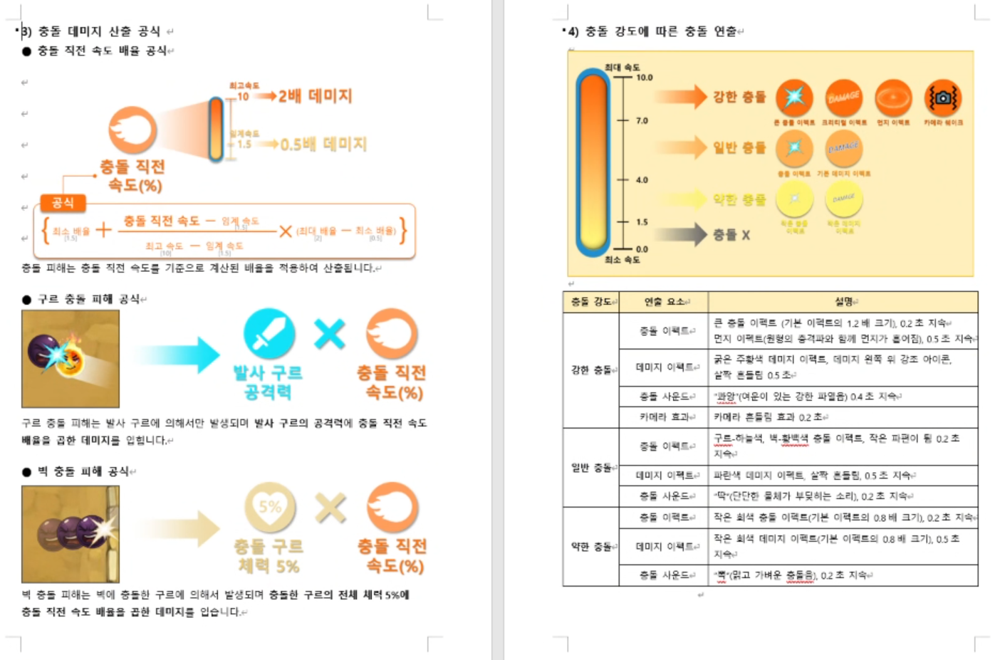 3) 충돌 데미지 산출 공식
● 충돌 직전 속도 배율 공식
최고속도
10
2배 데미지
임계속도
1.5
0.5배 데미지
충돌 직전
속도(%)
공식
{ 최소 배율 + 충돌 직전 속도 - 임계 속도 × (최대 배율 - 최소 배율) }
[1.5] [1.5] [2] [0.5]
최고 속도 - 임계 속도
[10] [1.5]
충돌 피해는 충돌 직전 속도를 기준으로 계산된 배율을 적용하여 산출됩니다.
● 구르 충돌 피해 공식
발사 구르
공격력
×
충돌 직전
속도(%)
구르 충돌 피해는 발사 구르에 의해서만 발생되며 발사 구르의 공격력에 충돌 직전 속도
배율을 곱한 데미지를 입힙니다.
● 벽 충돌 피해 공식
5%
충돌 구르
체력 5%
×
충돌 직전
속도(%)
벽 충돌 피해는 벽에 충돌한 구르에 의해서 발생되며 충돌한 구르의 전체 체력 5%에
충돌 직전 속도 배율을 곱한 데미지를 입습니다.
4) 충돌 강도에 따른 충돌 연출
최대 속도
10.0
7.0
4.0
1.5
0.0
최소 속도
강한 충돌
DAMAGE
큰 충돌 이펙트 크리티컬 이펙트 먼지 이펙트 카메라 쉐이크
일반 충돌
DAMAGE
충돌 이펙트 기본 데미지 이펙트
약한 충돌
DAMAGE
작은 충돌
이펙트
작은 데미지
이펙트
충돌 X
충돌 강도 연출 요소 설명
강한 충돌
충돌 이펙트
큰 충돌 이펙트 (기본 이펙트의 1.2 배 크기), 0.2 초 지속
먼지 이펙트(원형의 충격파와 함께 먼지가 흩어짐), 0.5 초 지속
데미지 이펙트
굵은 주황색 데미지 이펙트, 데미지 왼쪽 위 강조 아이콘,
살짝 흔들림 0.5 초
충돌 사운드
"콰앙"(여운이 있는 강한 파열음) 0.4 초 지속
카메라 효과
카메라 흔들림 효과 0.2 초
일반 충돌
충돌 이펙트
구르-하늘색, 벽-황백색 충돌 이펙트, 작은 파편이 튐 0.2 초
지속
데미지 이펙트
파란색 데미지 이펙트, 살짝 흔들림, 0.5 초 지속
충돌 사운드
"딱"(단단한 물체가 부딪히는 소리), 0.2 초 지속
약한 충돌
충돌 이펙트
작은 회색 충돌 이펙트(기본 이펙트의 0.8 배 크기), 0.2 초 지속
데미지 이펙트
작은 회색 데미지 이펙트(기본 이펙트의 0.8 배 크기), 0.5 초
지속
충돌 사운드
"톡"(맑고 가벼운 충돌음), 0.2 초 지속